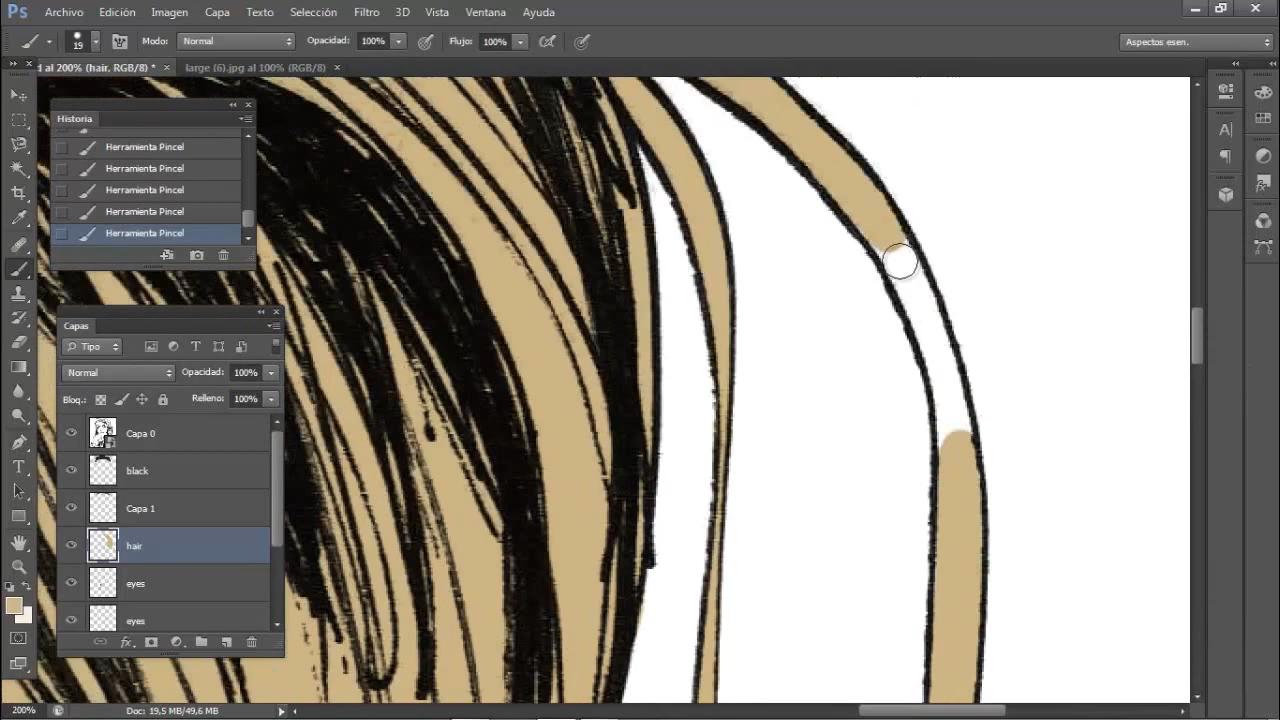 Ps Archivo Edición Imagen Capa Texto Selección Filtro 3D Vista Ventana Ayuda
19 Modo: Normal Opacidad: 100% Flujo: 100% Aspectos esen.
d al 200% (hair, RGB/8) * × large (6).jpg al 100% (RGB/8) ×
Historia
Herramienta Pincel
Herramienta Pincel
Herramienta Pincel
Herramienta Pincel
Herramienta Pincel
Capas
Tipo
Normal Opacidad: 100%
Bloq.: Relleno: 100%
Capa 0
black
Capa 1
hair
eyes
eyes
fx
200% Doc: 19,5 MB/49,6 MB